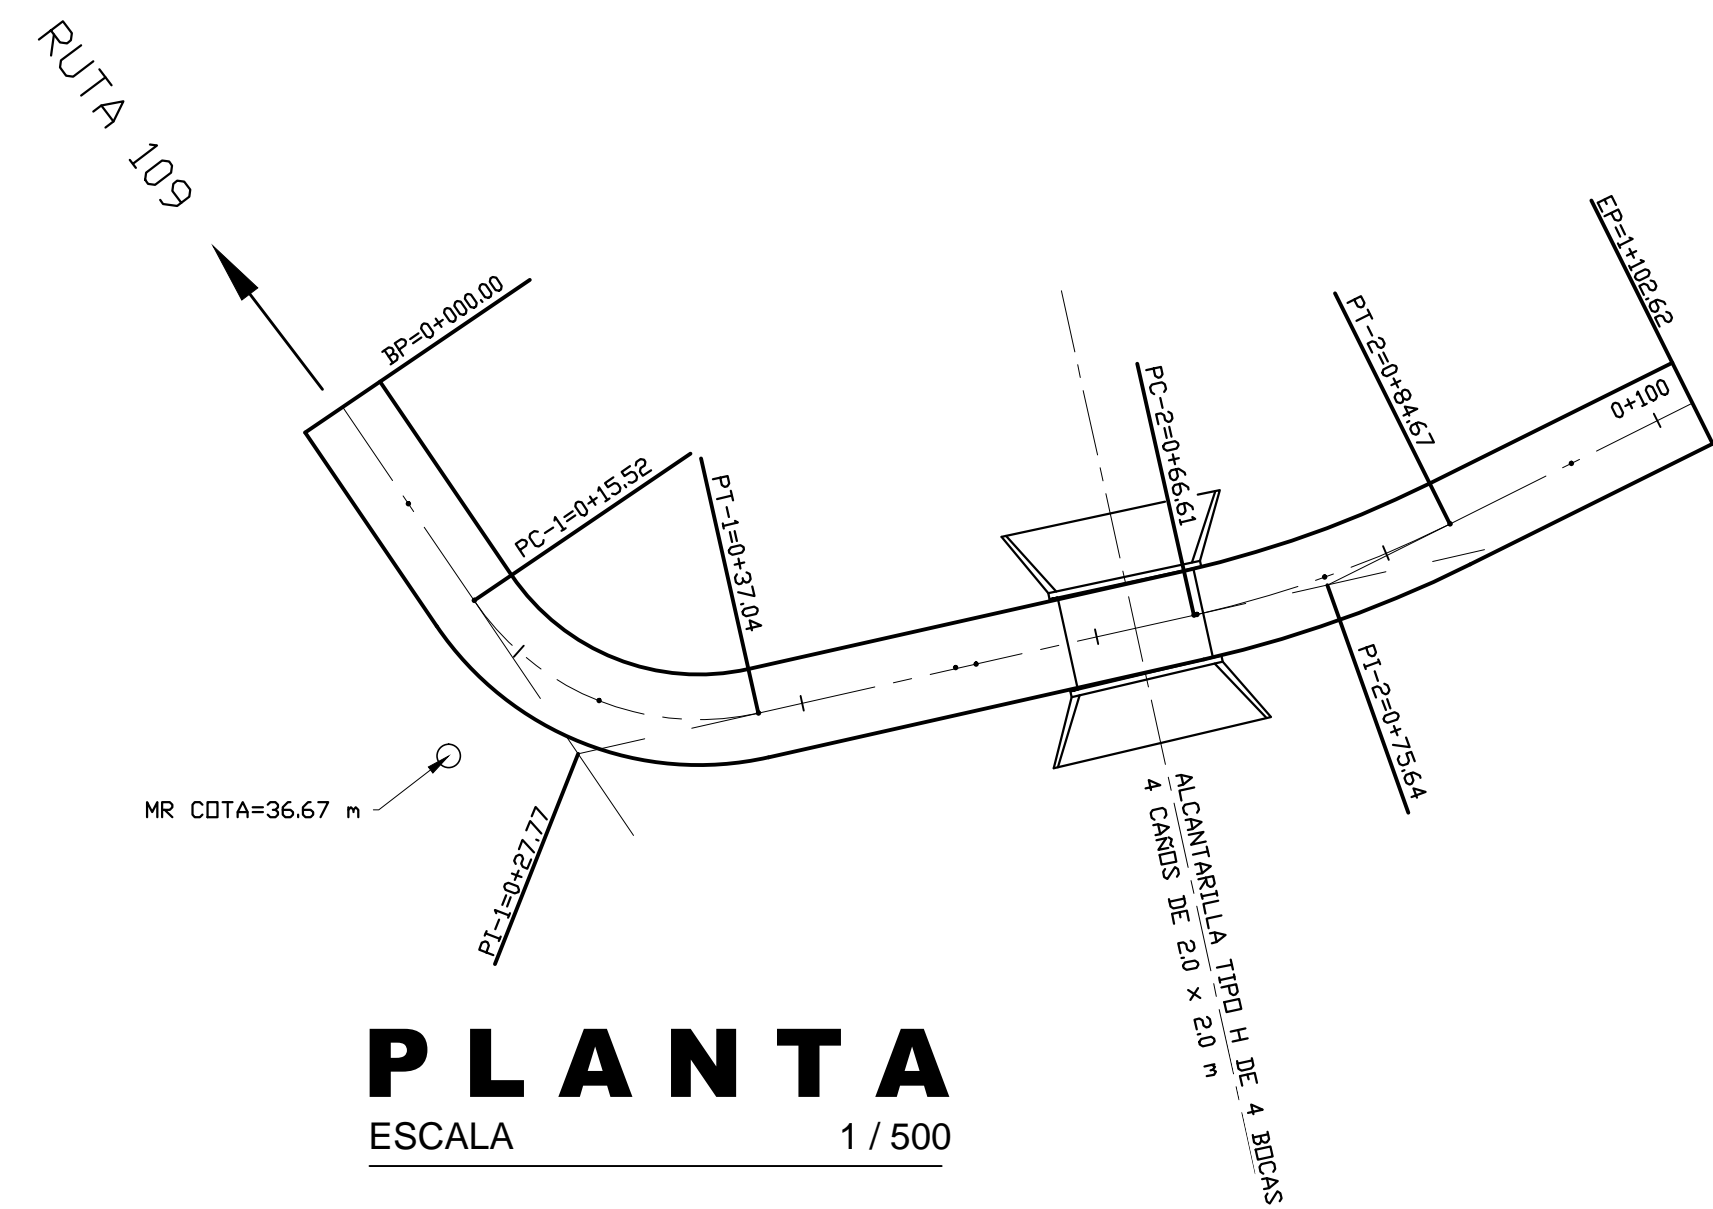 RUTA 109
BP=0+000.00
PC-1=0+15.52
PT-1=0+37.04
PC-2=0+66.61
PT-2=0+84.67
EP=1+102.62
0+100
PI-2=0+75.64
MR COTA=36.67 m
PI-1=0+27.77
ALCANTARILLA TIPO H DE 4 BOCAS
4 CAÑOS DE 2.0 x 2.0 m
PLANTA
ESCALA 1 / 500